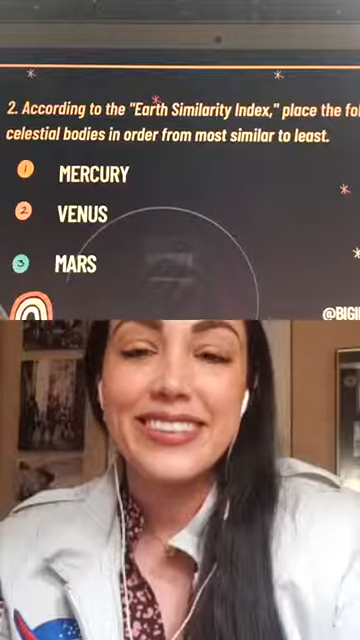 2. According to the "Earth Similarity Index," place the fol
celestial bodies in order from most similar to least.
1 MERCURY
2 VENUS
3 MARS
@BIGI